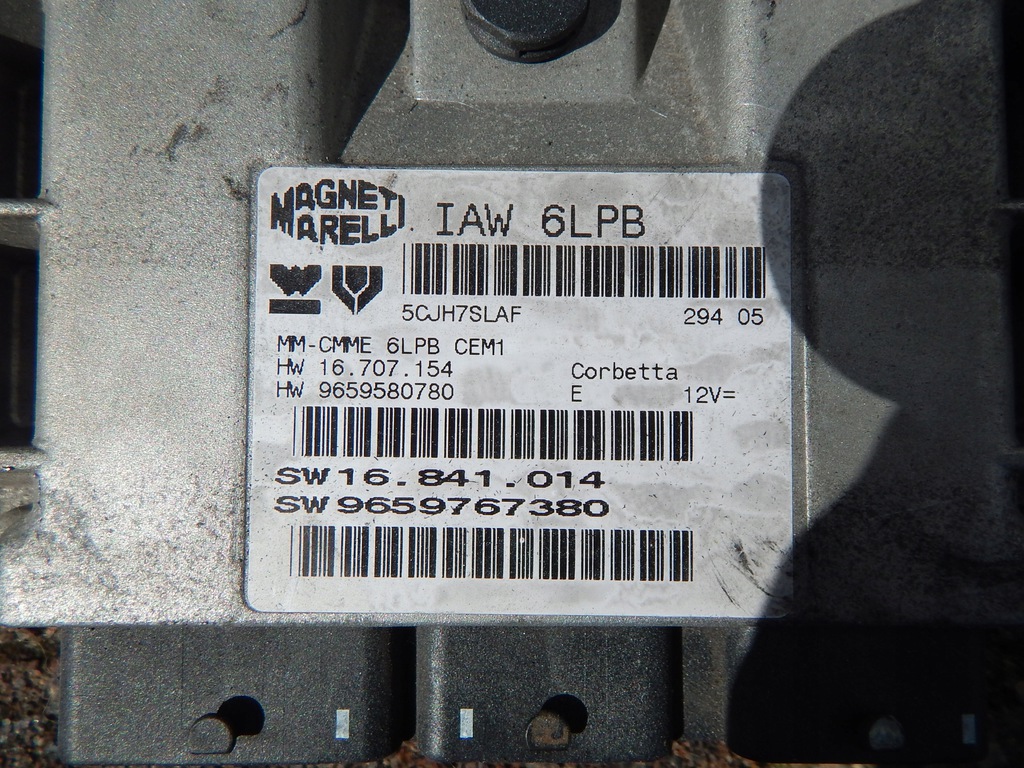 MAGNETI MARELLI IAW 6LPB
5CJH7SLAF 294 05
MM-CMME 6LPB CEM1
HW 16.707.154 Corbetta
HW 9659580780 E 12V=
SW 16.841.014
SW 9659767380